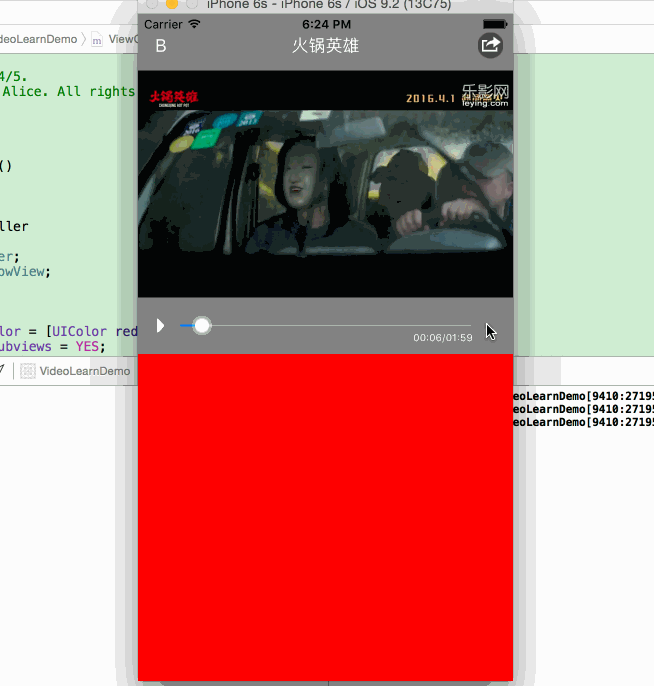 iPhone 6s - iPhone 6s / iOS 9.2 (13C75)
Carrier 6:24 PM
B 火锅英雄
deoLearnDemo
4/5.
Alice. All rights
火锅英雄
CHONGQING HOT POT
2016.4.1
乐影网
leying.com
()
ller
er;
owView;
lor = [UIColor red
ubviews = YES;
00:06/01:59
VideoLearnDemo
eoLearnDemo[9410:27195
eoLearnDemo[9410:27195
eoLearnDemo[9410:27195